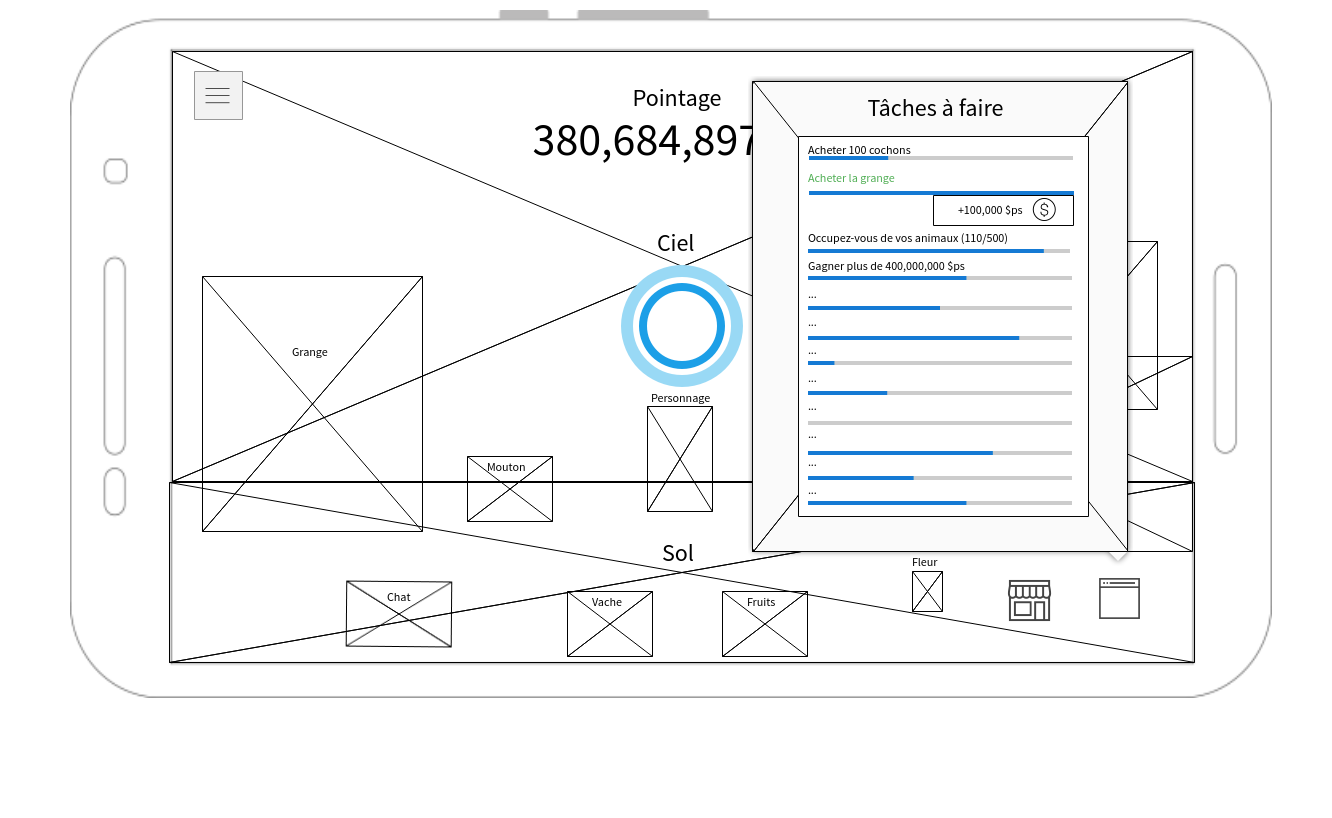 Pointage
380,684,897
Tâches à faire
Acheter 100 cochons
Acheter la grange
+100,000 $ps
$
Occupez-vous de vos animaux (110/500)
Gagner plus de 400,000,000 $ps
...
...
...
...
...
...
...
...
Ciel
Grange
Personnage
Mouton
Sol
Fleur
Chat
Vache
Fruits